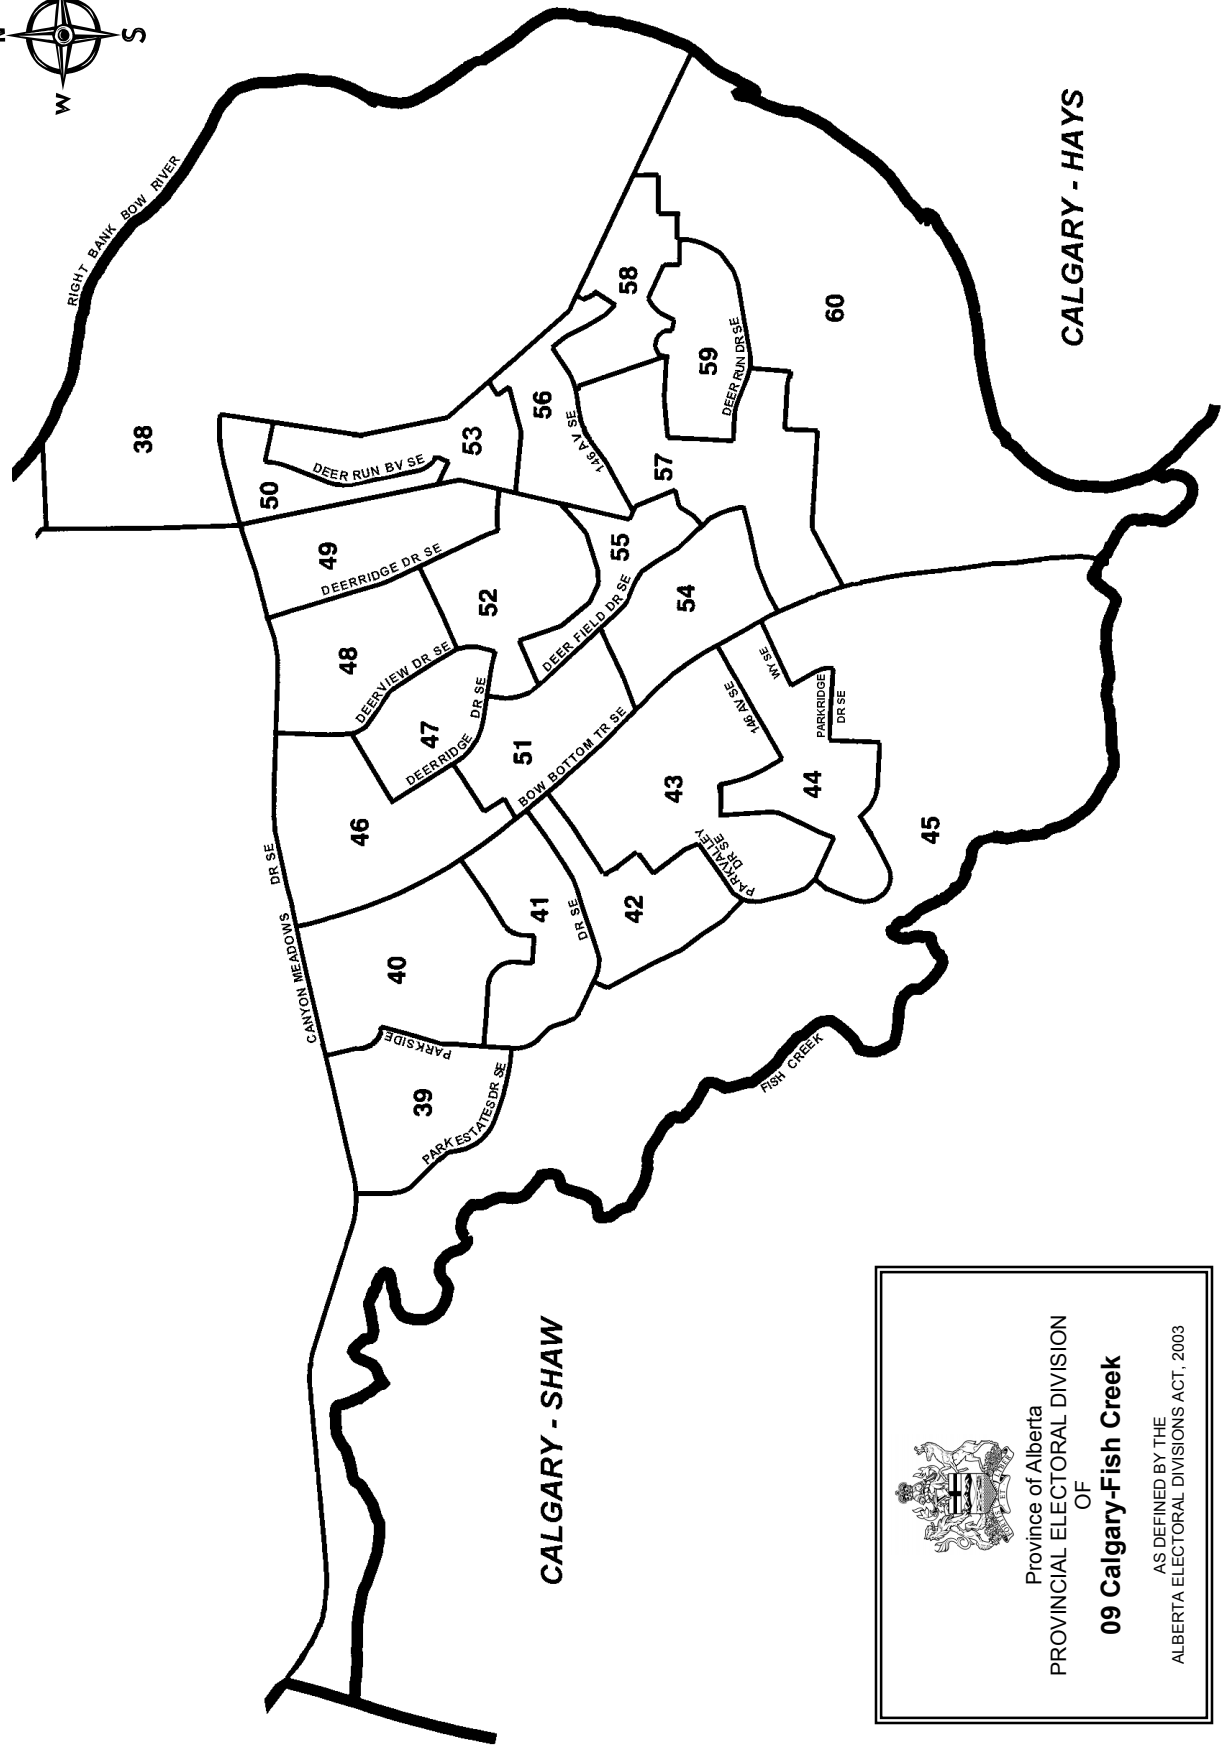 N
S
W
RIGHT BANK BOW RIVER
CALGARY - HAYS
38
50
DEER RUN BV SE
53
56
146 AV SE
58
59
DEER RUN DR SE
60
57
49
DEERRIDGE DR SE
48
DEERVIEW DR SE
52
55
DEER FIELD DR SE
54
47
DEERRIDGE DR SE
51
BOW BOTTOM TR SE
46
CANYON MEADOWS DR SE
43
146 AV SE
WY SE
PARKRIDGE
DR SE
44
45
PARKVALLEY
DR SE
42
41
DR SE
40
PARKSIDE
39
PARK ESTATES DR SE
FISH CREEK
CALGARY - SHAW
Province of Alberta
PROVINCIAL ELECTORAL DIVISION
OF
09 Calgary-Fish Creek
AS DEFINED BY THE
ALBERTA ELECTORAL DIVISIONS ACT, 2003